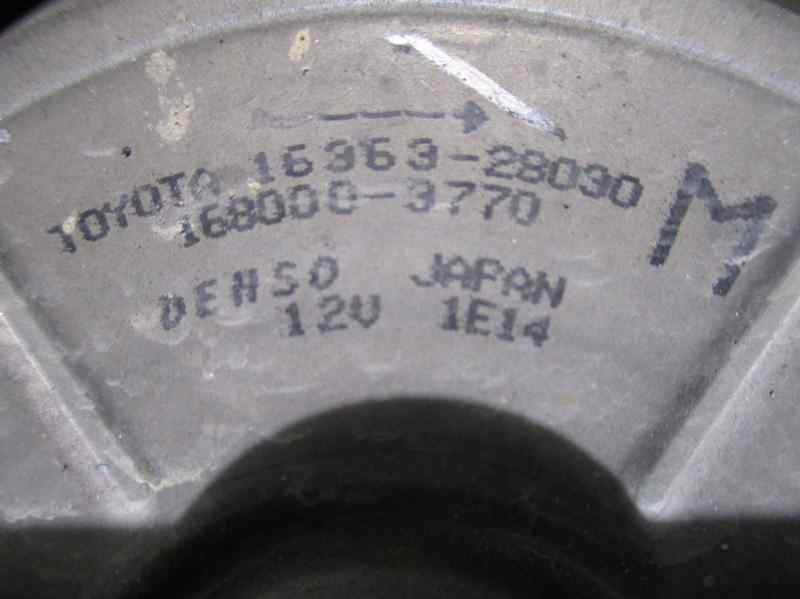 TOYOTA 16363-28030
168000-3770
M
DENSO JAPAN
12V 1E14